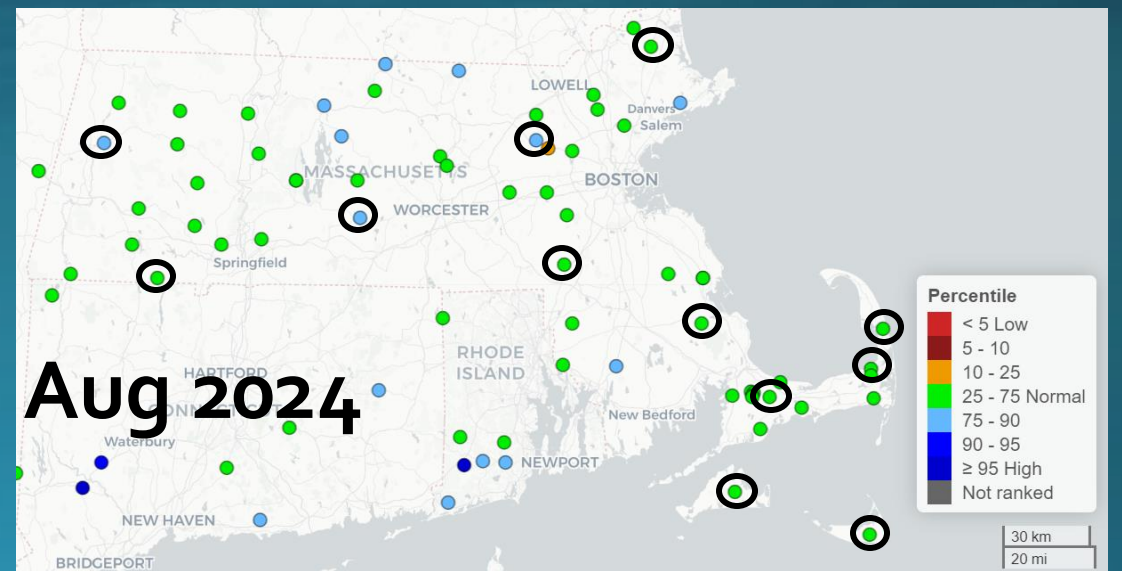 LOWELL
Danvers
Salem
MASSACHUSETTS
BOSTON
WORCESTER
Springfield
RHODE
ISLAND
HARTFORD
Aug 2024
New Bedford
Waterbury
NEWPORT
NEW HAVEN
BRIDGEPORT
Percentile
< 5 Low
5 - 10
10 - 25
25 - 75 Normal
75 - 90
90 - 95
≥ 95 High
Not ranked
30 km
20 mi